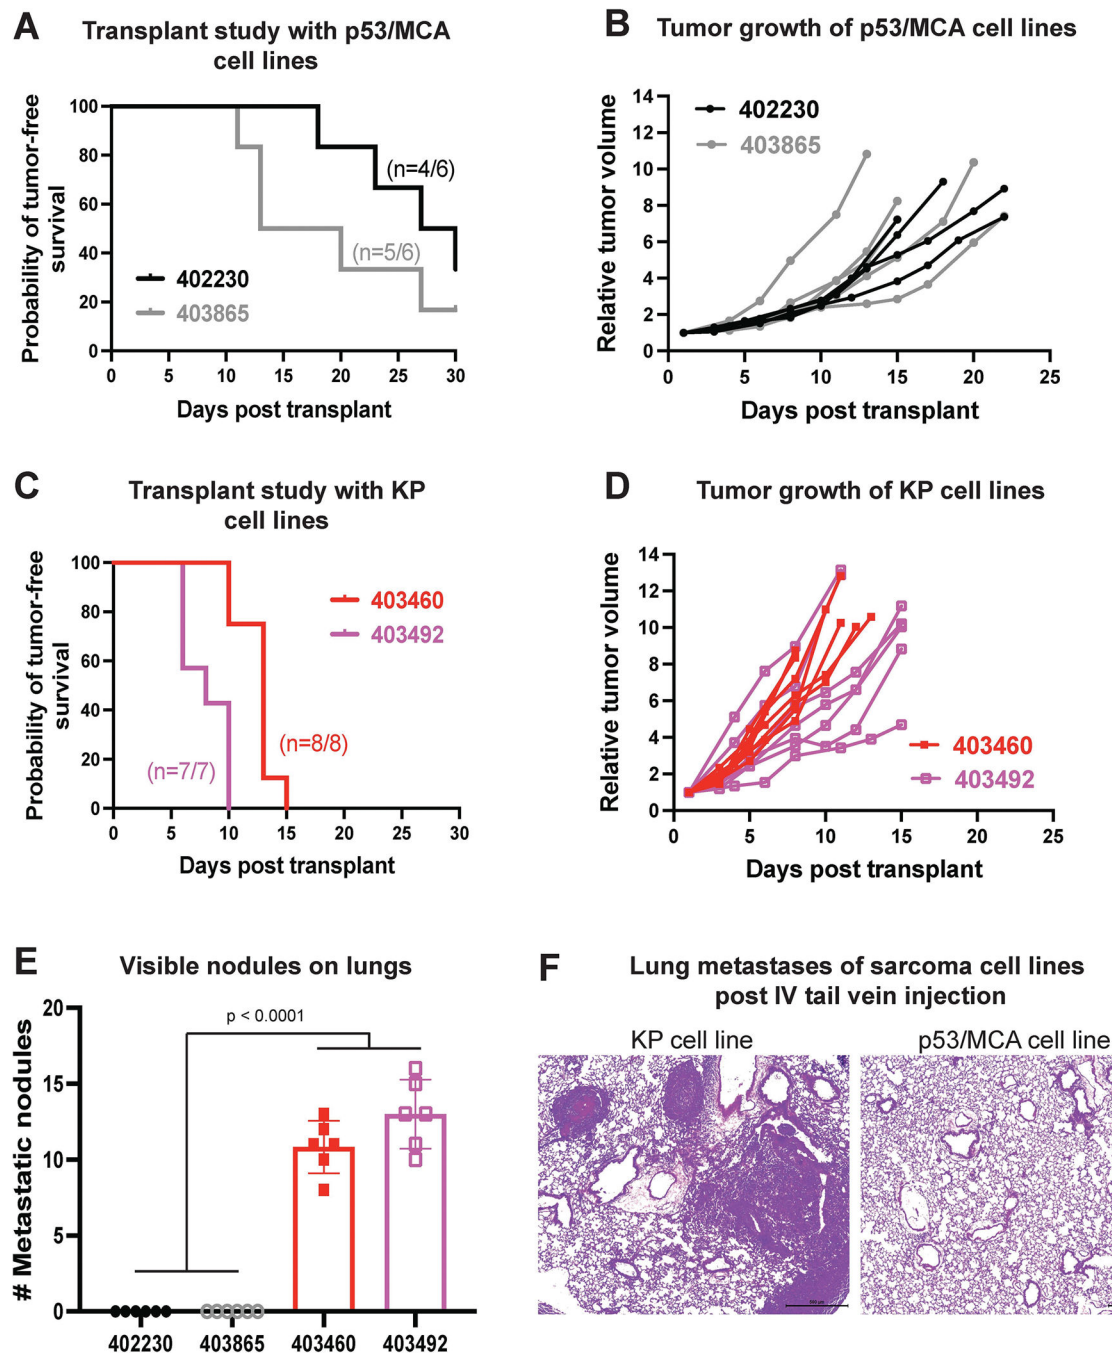 A
Transplant study with p53/MCA
cell lines
Probability of tumor-free
survival
100
80
60
40
20
0
(n=4/6)
(n=5/6)
402230
403865
0 5 10 15 20 25 30
Days post transplant
B
Tumor growth of p53/MCA cell lines
Relative tumor volume
14
12
10
8
6
4
2
0
402230
403865
0 5 10 15 20 25
Days post transplant
C
Transplant study with KP
cell lines
Probability of tumor-free
survival
100
80
60
40
20
0
403460
403492
(n=8/8)
(n=7/7)
0 5 10 15 20 25 30
Days post transplant
D
Tumor growth of KP cell lines
Relative tumor volume
14
12
10
8
6
4
2
0
403460
403492
0 5 10 15 20 25
Days post transplant
E
Visible nodules on lungs
# Metastatic nodules
20
15
10
5
0
p < 0.0001
402230 403865 403460 403492
F
Lung metastases of sarcoma cell lines
post IV tail vein injection
KP cell line
p53/MCA cell line